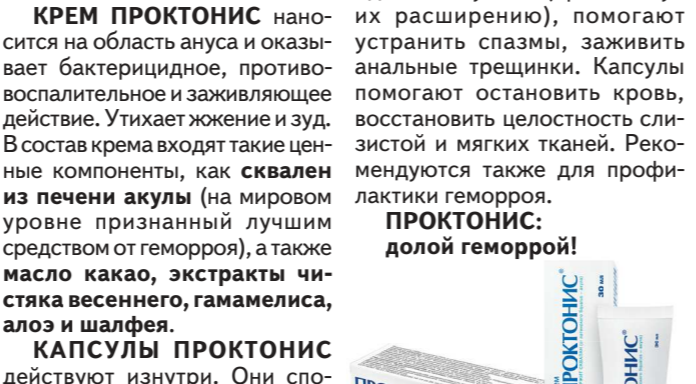 КРЕМ ПРОКТОНИС нано-
сится на область ануса и оказы-
вает бактерицидное, противо-
воспалительное и заживляющее
действие. Утихает жжение и зуд.
В состав крема входят такие цен-
ные компоненты, как сквален
из печени акулы (на мировом
уровне признанный лучшим
средством от геморроя), а также
масло какао, экстракты чи-
стяка весеннего, гамамелиса,
алоэ и шалфея.
КАПСУЛЫ ПРОКТОНИС
действуют изнутри. Они спо-
их расширению), помогают
устранить спазмы, заживить
анальные трещинки. Капсулы
помогают остановить кровь,
восстановить целостность сли-
зистой и мягких тканей. Реко-
мендуются также для профи-
лактики геморроя.
ПРОКТОНИС:
долой геморрой!
30 мл